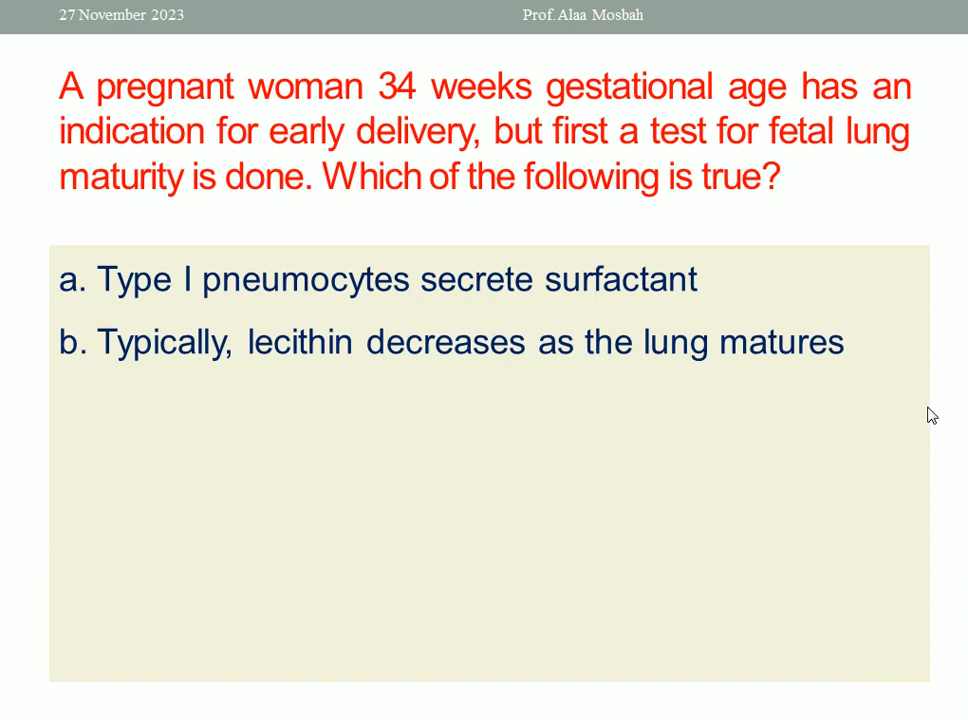 27 November 2023
Prof. Alaa Mosbah
A pregnant woman 34 weeks gestational age has an
indication for early delivery, but first a test for fetal lung
maturity is done. Which of the following is true?
a. Type I pneumocytes secrete surfactant
b. Typically, lecithin decreases as the lung matures